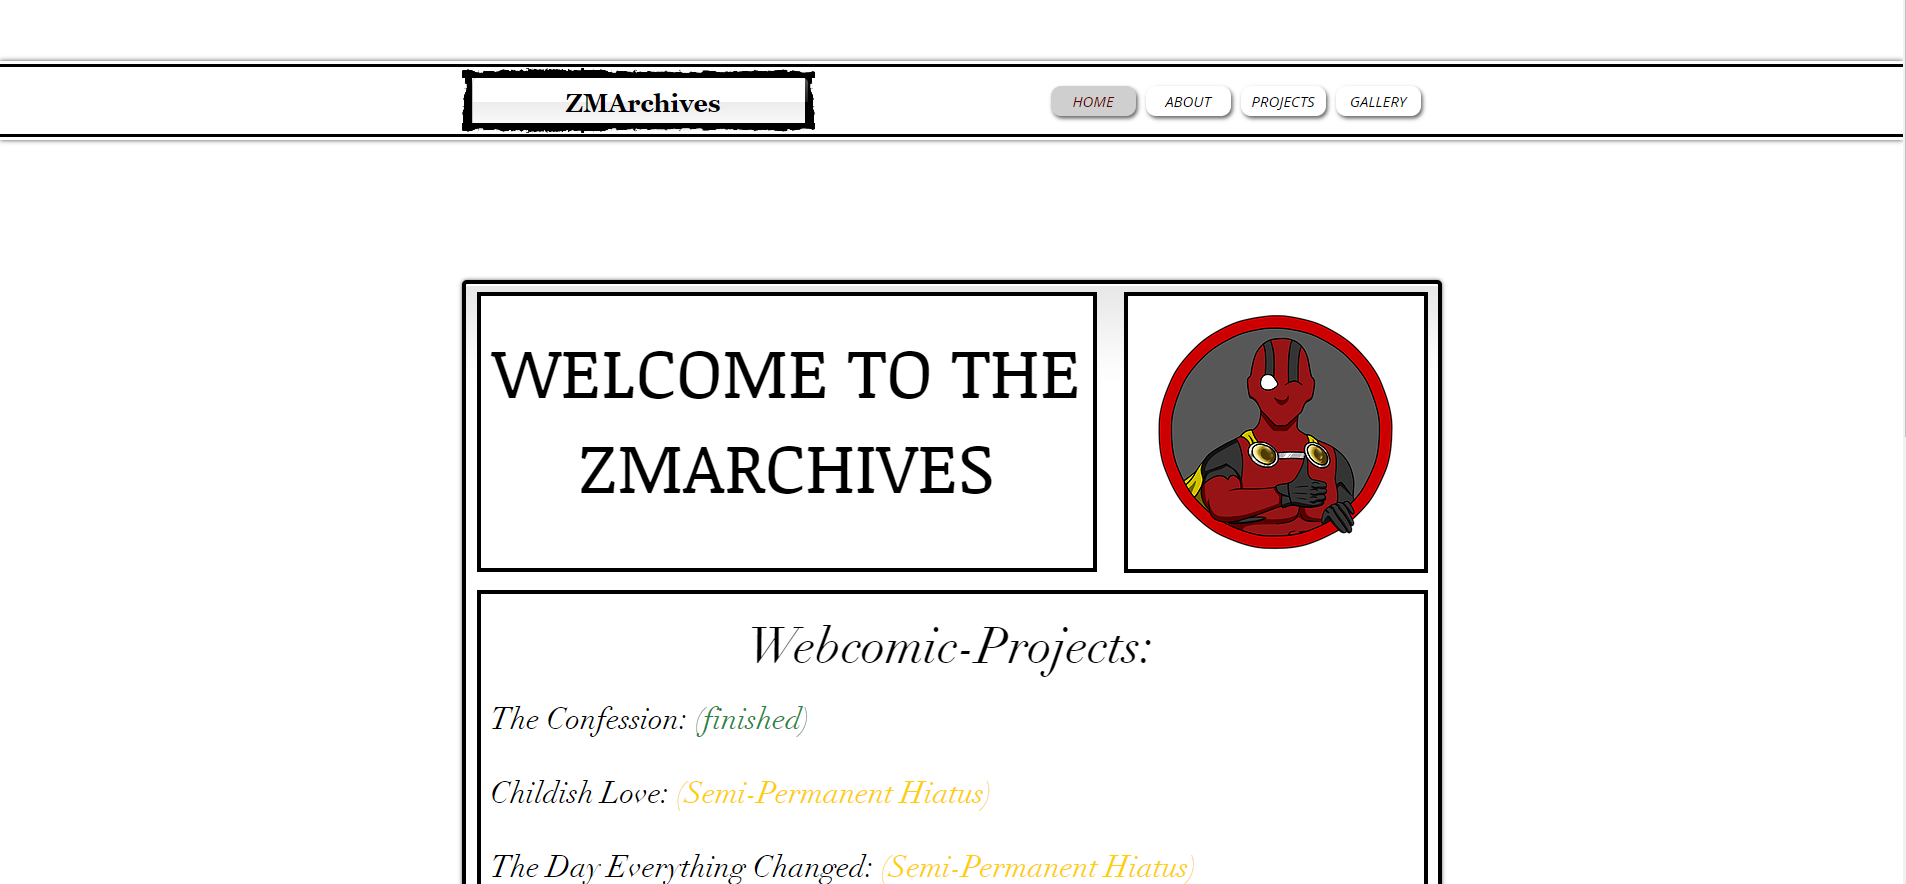 ZMArchives
HOME
ABOUT
PROJECTS
GALLERY
WELCOME TO THE
ZMARCHIVES
Webcomic-Projects:
The Confession: (finished)
Childish Love: (Semi-Permanent Hiatus)
The Day Everything Changed: (Semi-Permanent Hiatus)